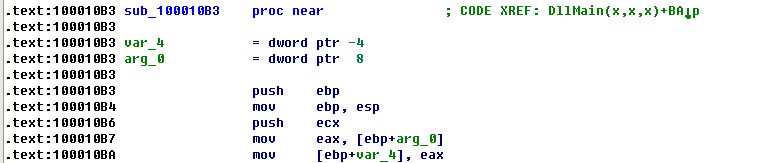 .text:100010B3 sub_100010B3    proc near               ; CODE XREF: DllMain(x,x,x)+BA↓p
.text:100010B3
.text:100010B3 var_4           = dword ptr -4
.text:100010B3 arg_0           = dword ptr  8
.text:100010B3
.text:100010B3                 push    ebp
.text:100010B4                 mov     ebp, esp
.text:100010B6                 push    ecx
.text:100010B7                 mov     eax, [ebp+arg_0]
.text:100010BA                 mov     [ebp+var_4], eax